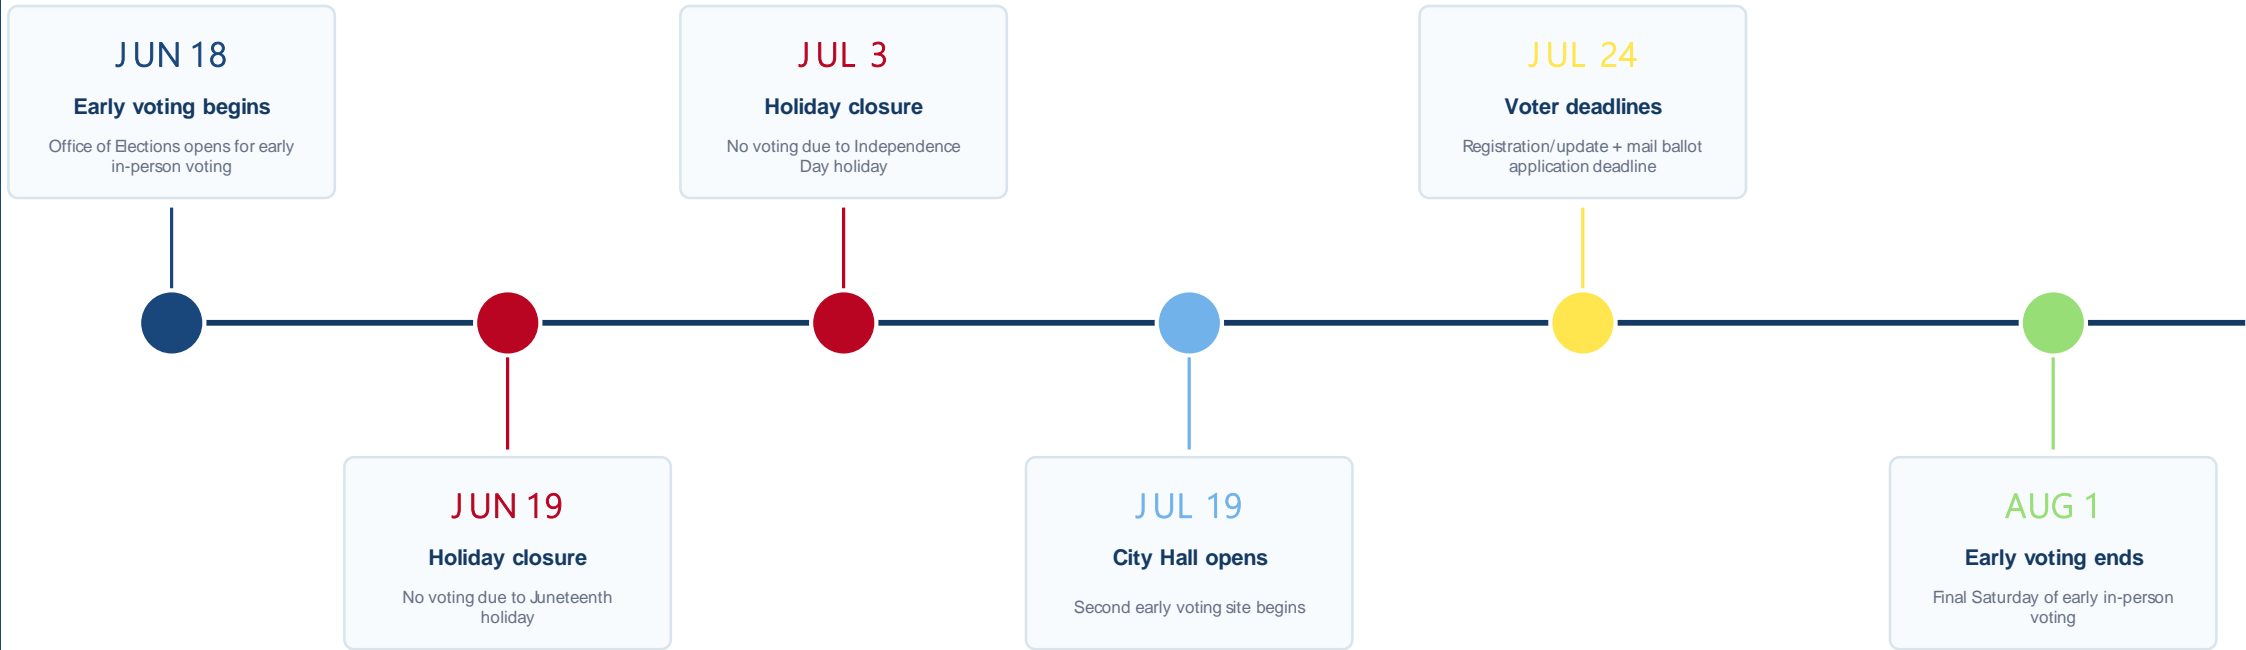 JUN 18
Early voting begins
Office of Elections opens for early
in-person voting
JUN 19
Holiday closure
No voting due to Juneteenth
holiday
JUL 3
Holiday closure
No voting due to Independence
Day holiday
JUL 19
City Hall opens
Second early voting site begins
JUL 24
Voter deadlines
Registration/update + mail ballot
application deadline
AUG 1
Early voting ends
Final Saturday of early in-person
voting